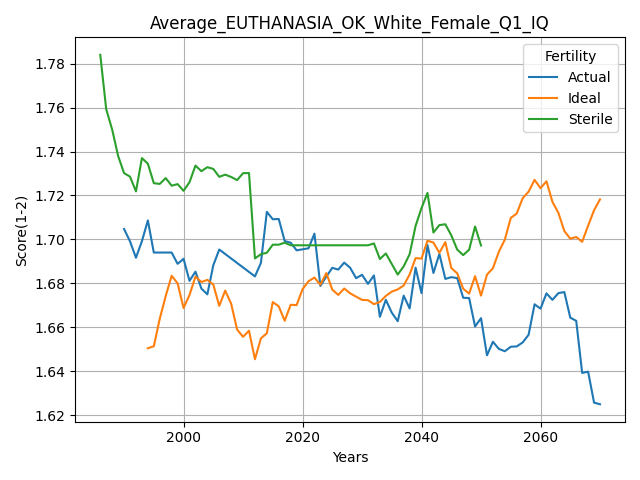 Average_EUTHANASIA_OK_White_Female_Q1_IQ
Fertility
Actual
Ideal
Sterile
1.78
1.76
1.74
1.72
1.70
1.68
1.66
1.64
1.62
Score(1-2)
2000
2020
2040
2060
Years